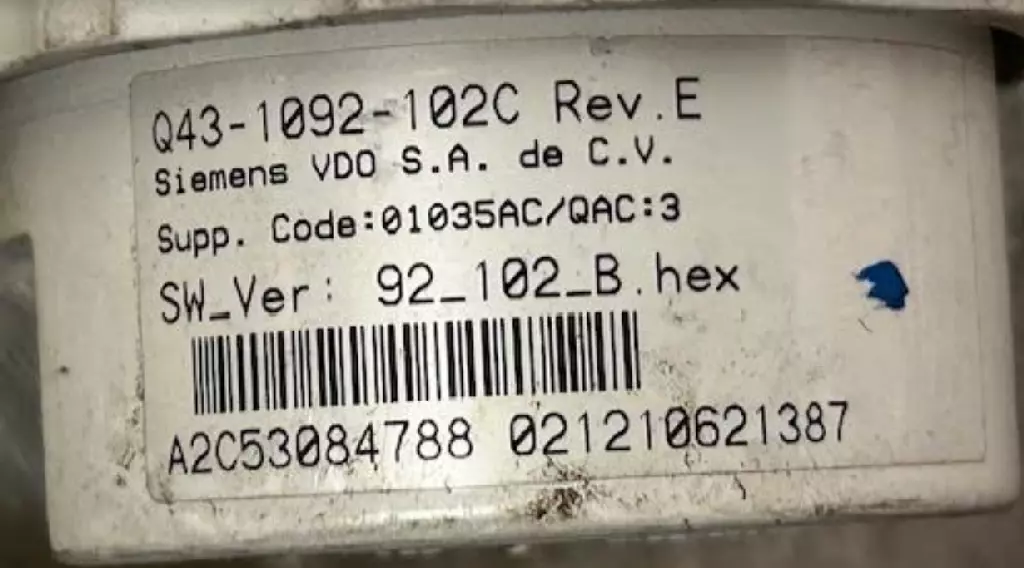 Q43-1092-102C Rev.E
Siemens VDO S.A. de C.V.
Supp. Code:01035AC/QAC:3
SW_Ver: 92_102_B.hex
A2C53084788 021210621387